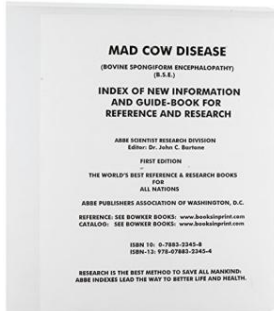 MAD COW DISEASE
(BOVINE SPONGIFORM ENCEPHALOPATHY)
(B.S.E.)
INDEX OF NEW INFORMATION
AND GUIDE-BOOK FOR
REFERENCE AND RESEARCH
ABBE SCIENTIST RESEARCH DIVISION
Editor: Dr. John C. Bartone
FIRST EDITION
THE WORLD'S BEST REFERENCE & RESEARCH BOOKS
FOR
ALL NATIONS
ABBE PUBLISHERS ASSOCIATION OF WASHINGTON, D.C.
REFERENCE: SEE BOWKER BOOKS: www.booksinprint.com
CATALOG: SEE BOWKER BOOKS: www.booksinprint.com
ISBN 10: 0-7883-2345-8
ISBN-13: 978-07883-2345-4
RESEARCH IS THE BEST METHOD TO SAVE ALL MANKIND:
ABBE INDEXES LEAD THE WAY TO BETTER LIFE AND HEALTH.